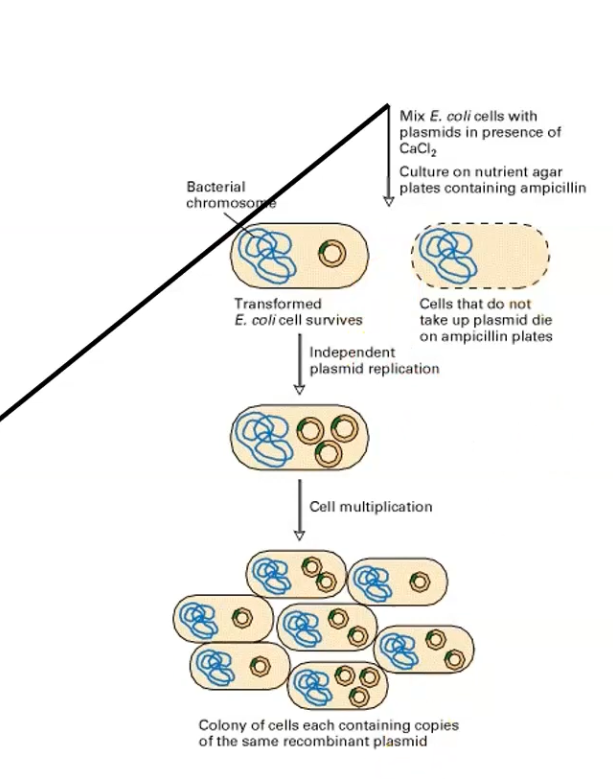 Mix E. coli cells with
plasmids in presence of
CaCl₂
Culture on nutrient agar
plates containing ampicillin
Bacterial
chromosome
Transformed
E. coli cell survives
Cells that do not
take up plasmid die
on ampicillin plates
Independent
plasmid replication
Cell multiplication
Colony of cells each containing copies
of the same recombinant plasmid